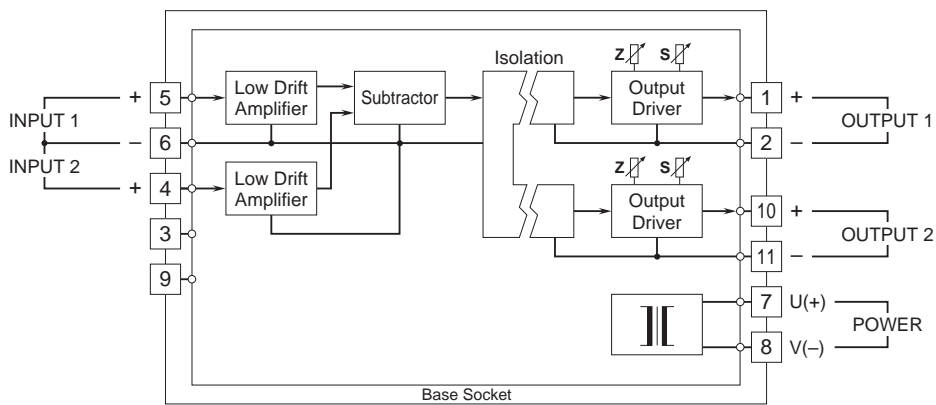 Isolation
Z S
+ 5 Low Drift Amplifier Subtractor Output Driver 1 +
INPUT 1 OUTPUT 1
– 6 2 –
INPUT 2
Z S
+ 4 Low Drift Amplifier Output Driver 10 +
3 OUTPUT 2
11 –
9
7 U(+)
POWER
8 V(–)
Base Socket